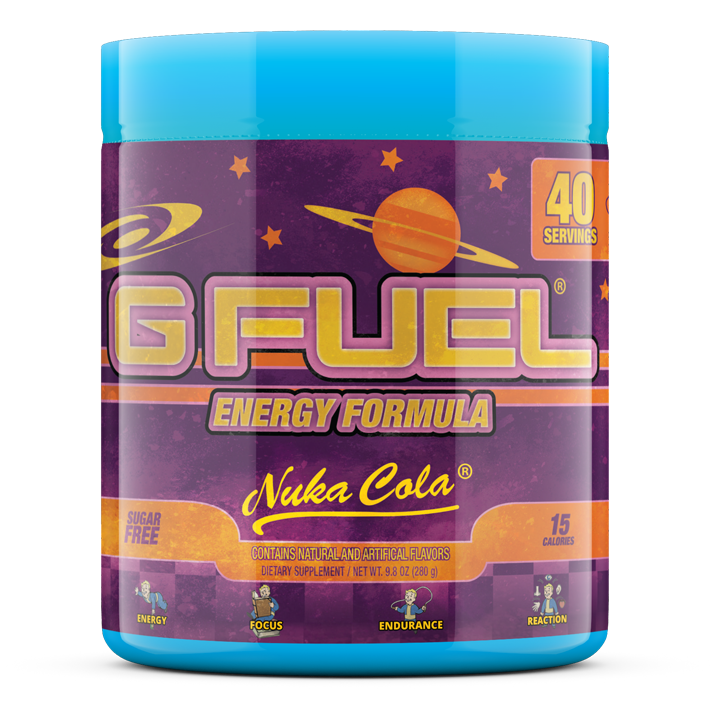 40
SERVINGS
G FUEL®
ENERGY FORMULA
Nuka Cola®
SUGAR
FREE
15
CALORIES
CONTAINS NATURAL AND ARTIFICAL FLAVORS
DIETARY SUPPLEMENT / NET WT. 9.8 OZ (280 g)
ENERGY
FOCUS
ENDURANCE
REACTION